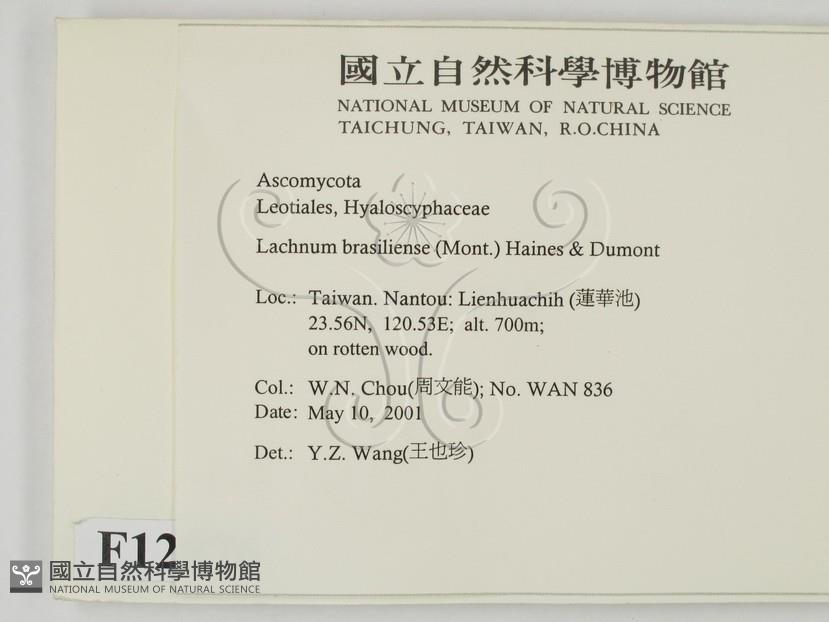 國立自然科學博物館
NATIONAL MUSEUM OF NATURAL SCIENCE
TAICHUNG, TAIWAN, R.O.CHINA
Ascomycota
Leotiales, Hyaloscyphaceae
Lachnum brasiliense (Mont.) Haines & Dumont
Loc.: Taiwan. Nantou: Lienhuachih (蓮華池)
23.56N, 120.53E; alt. 700m;
on rotten wood.
Col.: W.N. Chou(周文能); No. WAN 836
Date: May 10, 2001
Det.: Y.Z. Wang(王也珍)
F12
國立自然科學博物館
NATIONAL MUSEUM OF NATURAL SCIENCE